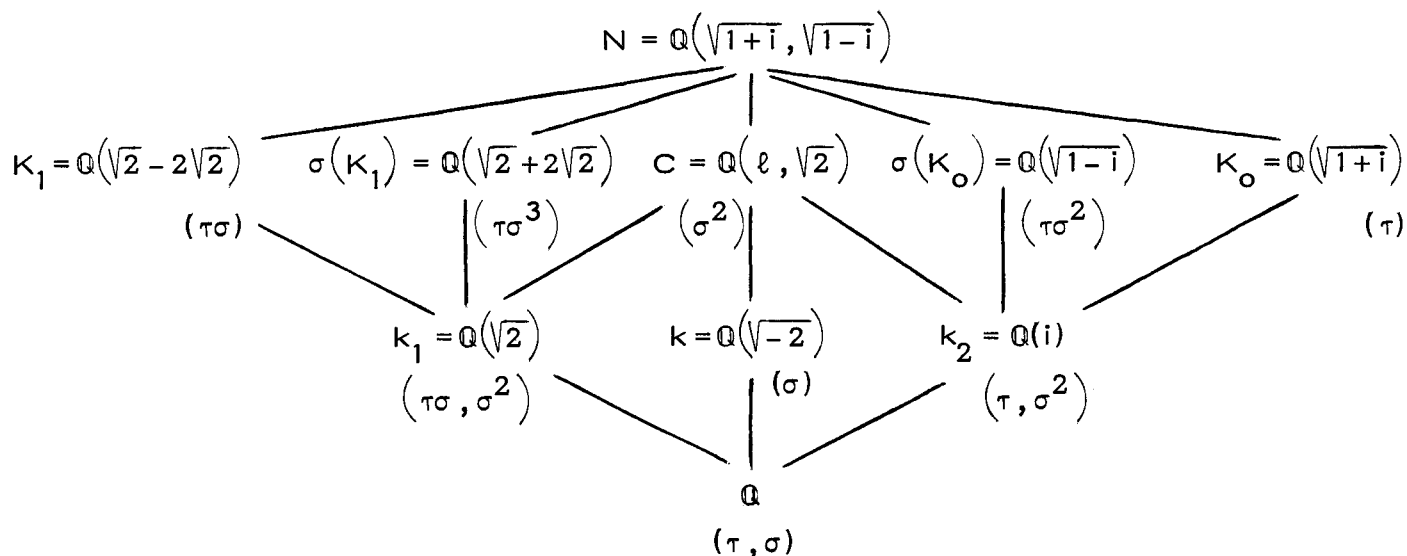 N = ℚ(√1+i, √1−i)
K₁ = ℚ(√2 − 2√2) σ(K₁) = ℚ(√2 + 2√2) C = ℚ(ℓ, √2) σ(K₀) = ℚ(√1−i) K₀ = ℚ(√1+i)
(τσ) (τσ³) (σ²) (τσ²) (τ)
k₁ = ℚ(√2) k = ℚ(√−2) k₂ = ℚ(i)
(τσ, σ²) (σ) (τ, σ²)
ℚ
(τ, σ)